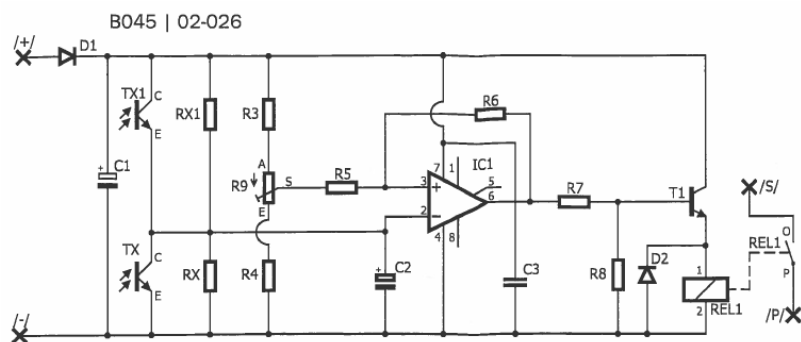 B045 | 02-026
/+/
D1
TX1
C
E
RX1
R3
R6
C1
+
A
R9
S
E
R5
7
1
IC1
3
+
5
6
2
−
4
8
R7
T1
/S/
TX
C
E
RX
R4
+
C2
C3
R8
D2
1
REL1
2
REL1
O
P
/-/
/P/